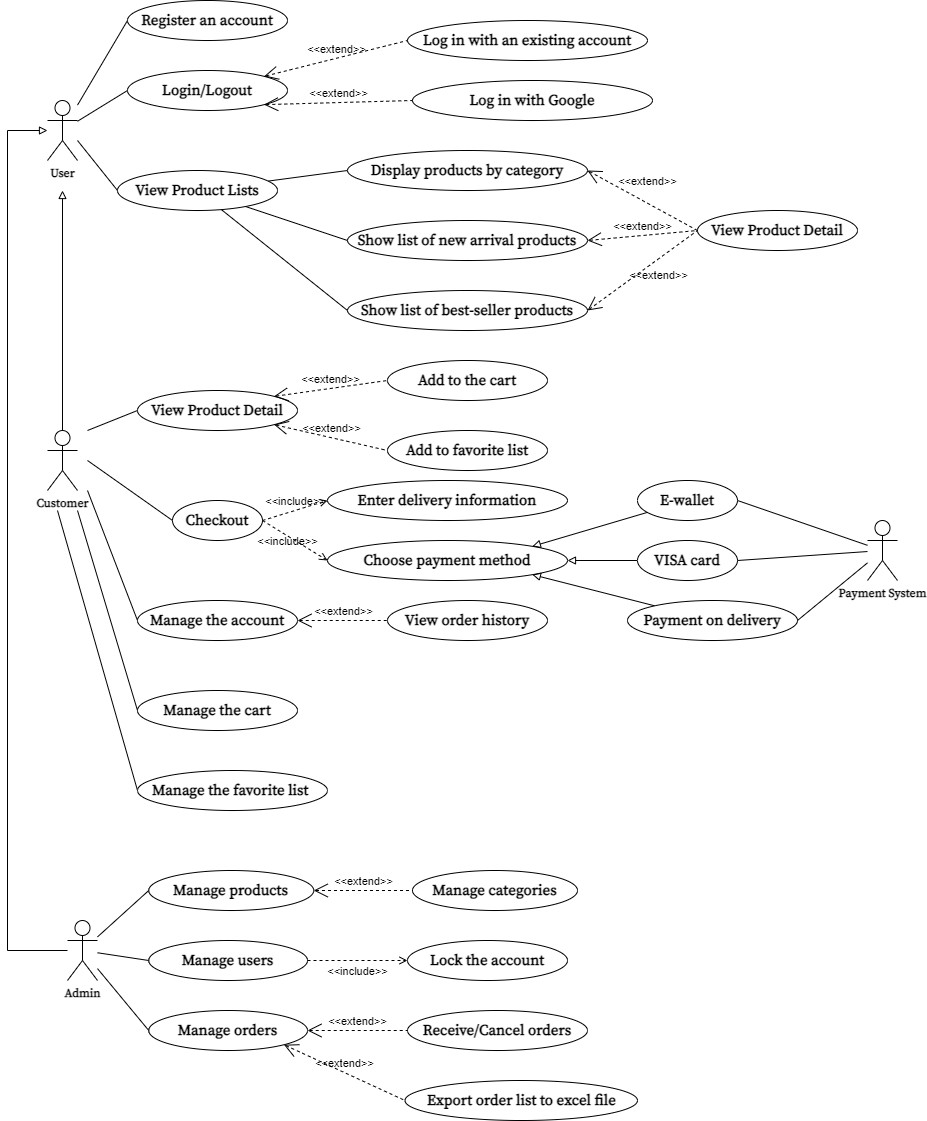 Register an account
Log in with an existing account
<<extend>>
Login/Logout
<<extend>>
Log in with Google
User
View Product Lists
Display products by category
<<extend>>
Show list of new arrival products
<<extend>>
View Product Detail
<<extend>>
Show list of best-seller products
<<extend>>
Add to the cart
View Product Detail
<<extend>>
Add to favorite list
Customer
<<include>>
Enter delivery information
E-wallet
Checkout
<<include>>
Choose payment method
VISA card
Payment System
<<extend>>
Manage the account
View order history
Payment on delivery
Manage the cart
Manage the favorite list
<<extend>>
Manage products
Manage categories
Manage users
Lock the account
<<include>>
Admin
<<extend>>
Manage orders
Receive/Cancel orders
<<extend>>
Export order list to excel file